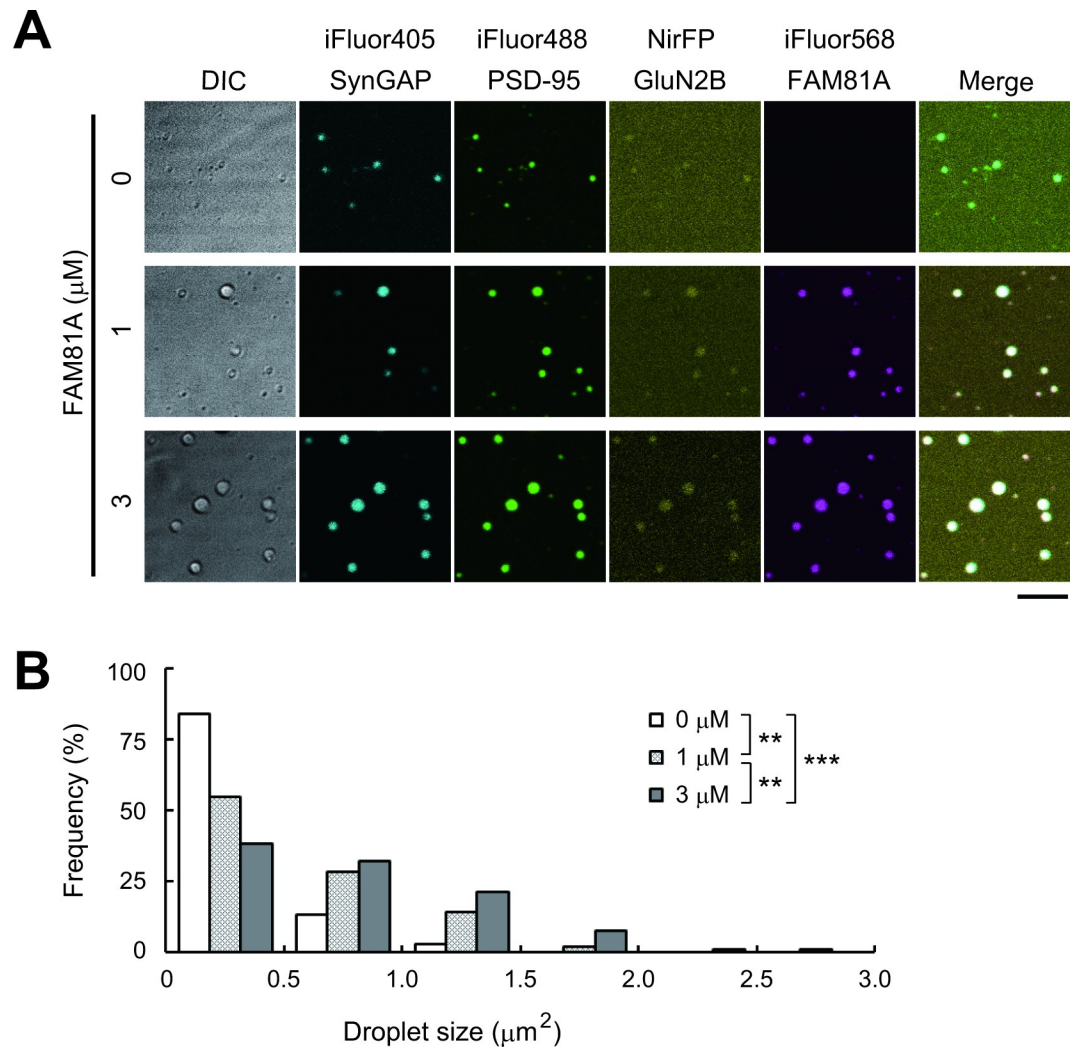 A
iFluor405 iFluor488 NirFP iFluor568
DIC SynGAP PSD-95 GluN2B FAM81A Merge
FAM81A (μM)
0
1
3
B
100
75
50
25
0
Frequency (%)
0 μM
1 μM
3 μM
**
**
***
0 0.5 1.0 1.5 2.0 2.5 3.0
Droplet size (μm²)